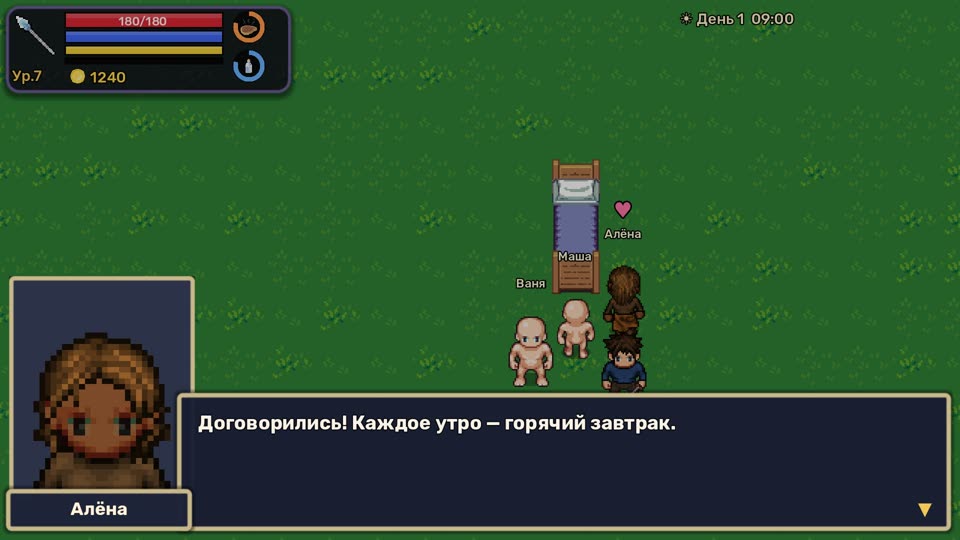 180/180
Ур.7
1240
День 1 09:00
Алёна
Маша
Ваня
Договорились! Каждое утро — горячий завтрак.
Алёна